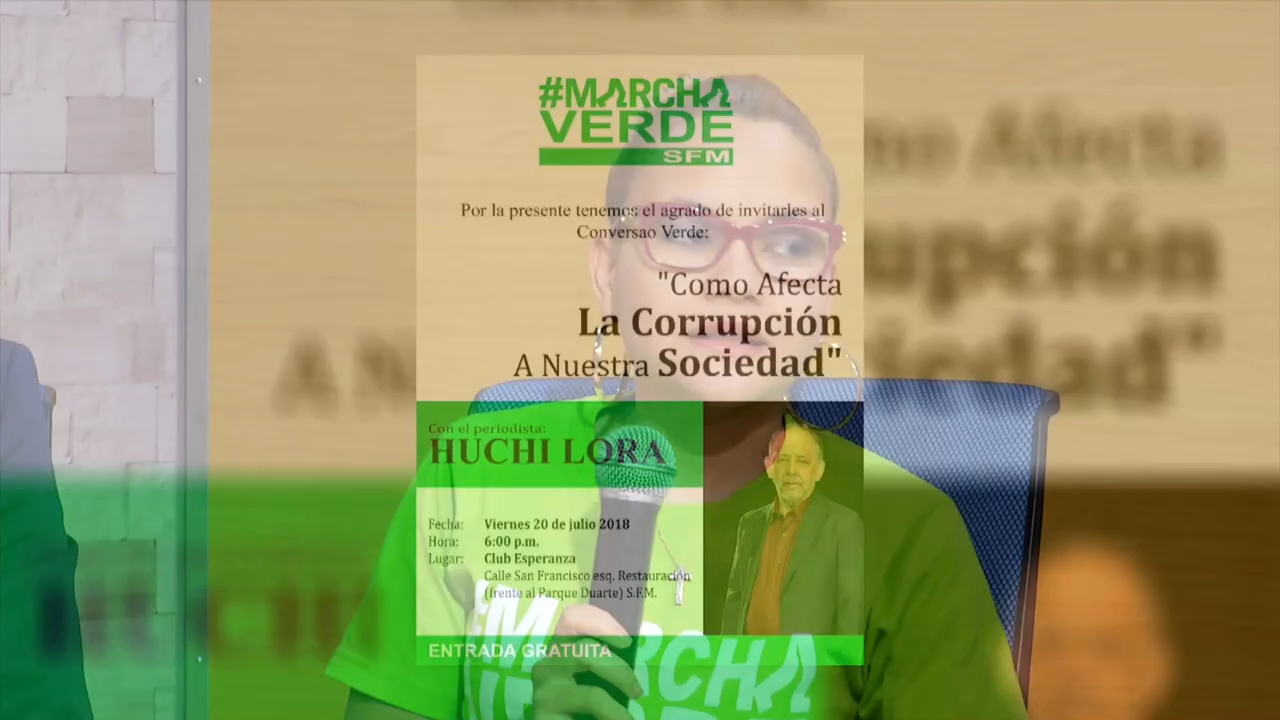 #MARCHA
VERDE
SFM
Por la presente tenemos el agrado de invitarles al
Conversao Verde:
"Como Afecta
La Corrupción
A Nuestra Sociedad"
Con el periodista:
HUCHI LORA
Fecha: Viernes 20 de julio 2018
Hora: 6:00 p.m.
Lugar: Club Esperanza
Calle San Francisco esq. Restauración
(frente al Parque Duarte) S.F.M.
ENTRADA GRATUITA